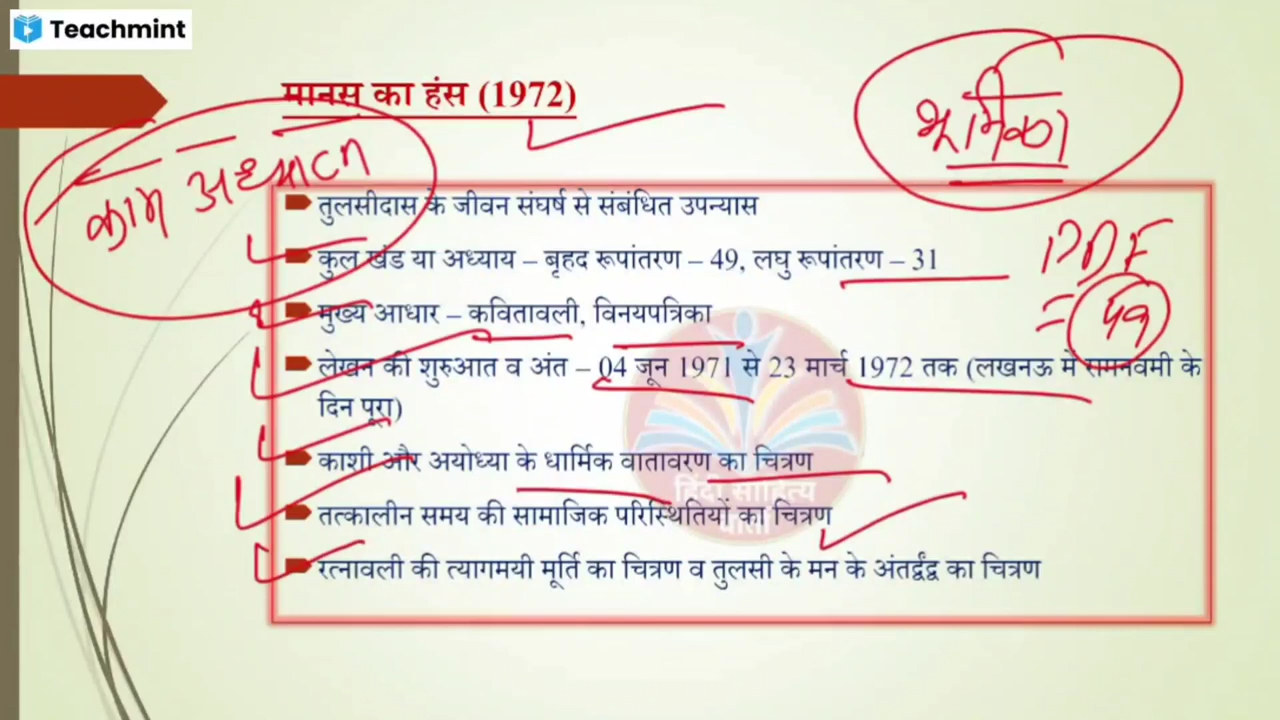 Teachmint
मानस का हंस (1972)
भूमिका
काम अध्यात्म
तुलसीदास के जीवन संघर्ष से संबंधित उपन्यास
कुल खंड या अध्याय – बृहद रूपांतरण – 49, लघु रूपांतरण – 31
PDF
मुख्य आधार – कवितावली, विनयपत्रिका
=
लेखन की शुरुआत व अंत – 04 जून 1971 से 23 मार्च 1972 तक (लखनऊ में रामनवमी के
दिन पूरा)
काशी और अयोध्या के धार्मिक वातावरण का चित्रण
हिंदी साहित्य
तत्कालीन समय की सामाजिक परिस्थितियों का चित्रण
रत्नावली की त्यागमयी मूर्ति का चित्रण व तुलसी के मन के अंतर्द्वंद्व का चित्रण